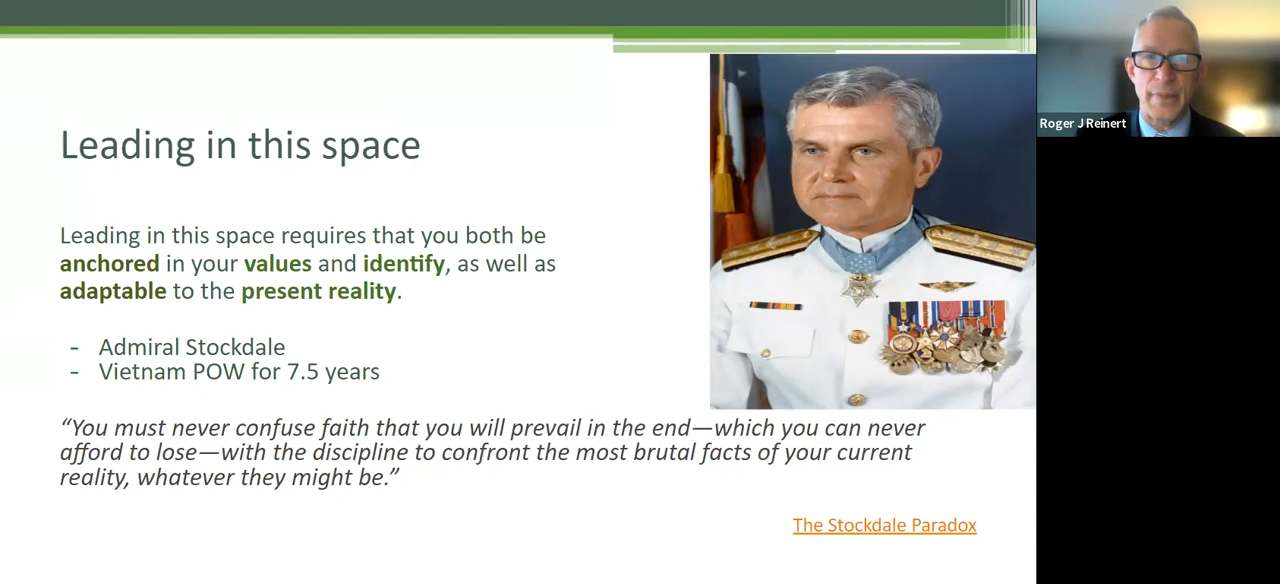 Leading in this space
Leading in this space requires that you both be
anchored in your values and identify, as well as
adaptable to the present reality.
- Admiral Stockdale
- Vietnam POW for 7.5 years
“You must never confuse faith that you will prevail in the end—which you can never
afford to lose—with the discipline to confront the most brutal facts of your current
reality, whatever they might be.”
The Stockdale Paradox
Roger J Reinert